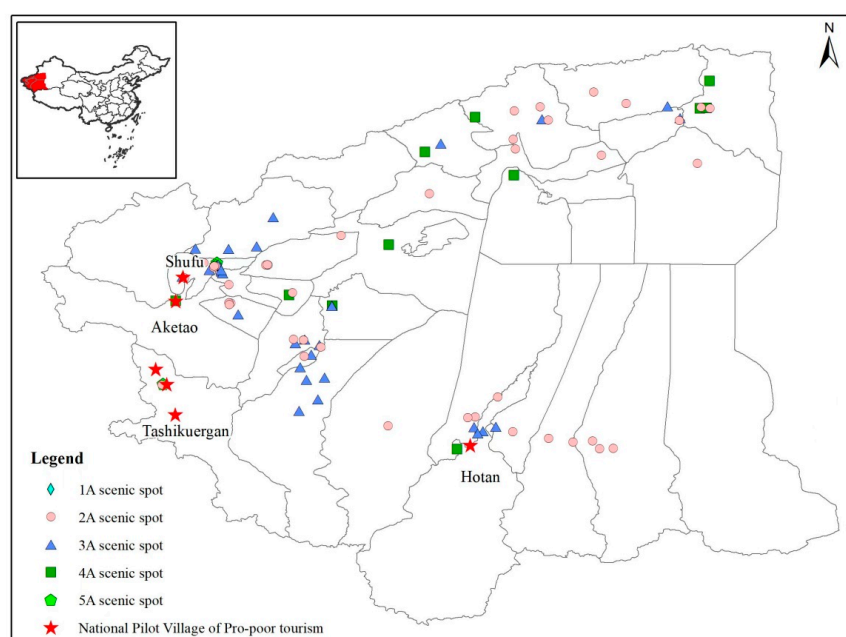 N
Shufu
Aketao
Tashikuergan
Hotan
Legend
1A scenic spot
2A scenic spot
3A scenic spot
4A scenic spot
5A scenic spot
National Pilot Village of Pro-poor tourism